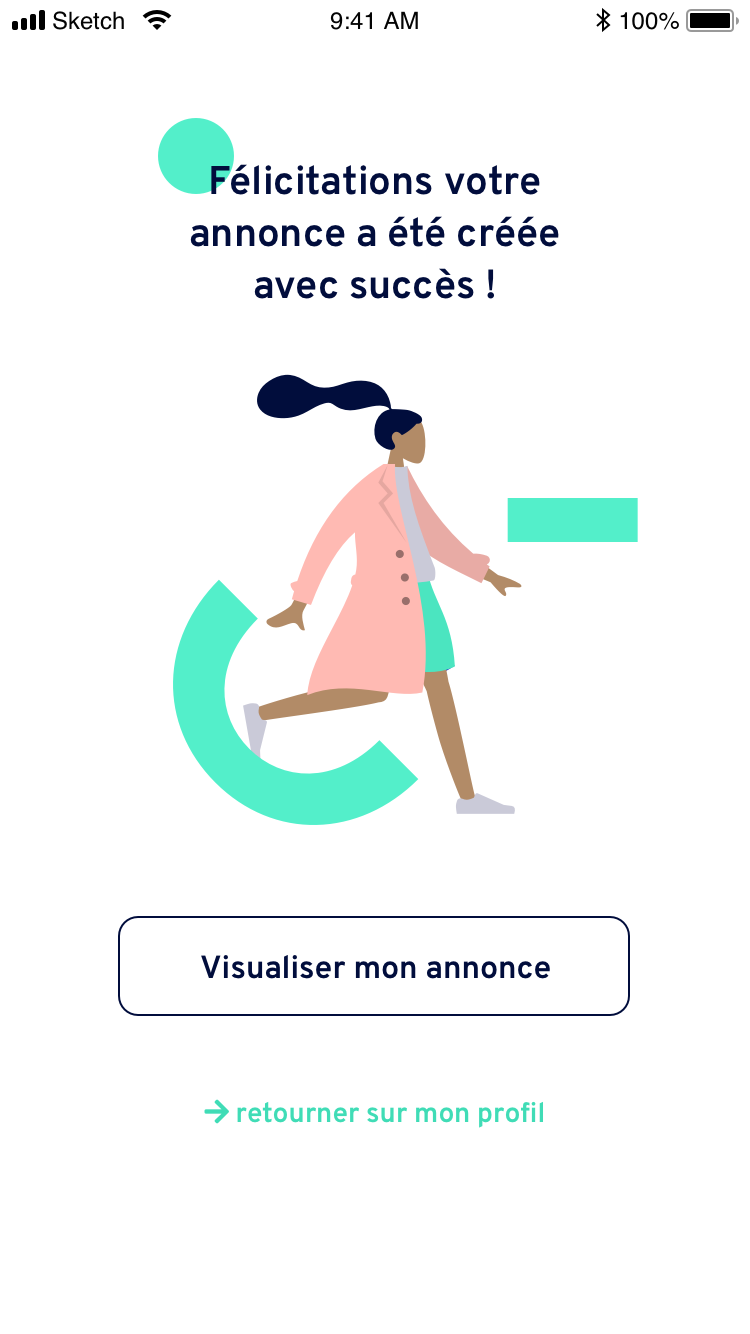 Sketch 9:41 AM 100%
Félicitations votre
annonce a été créée
avec succès !
Visualiser mon annonce
→ retourner sur mon profil